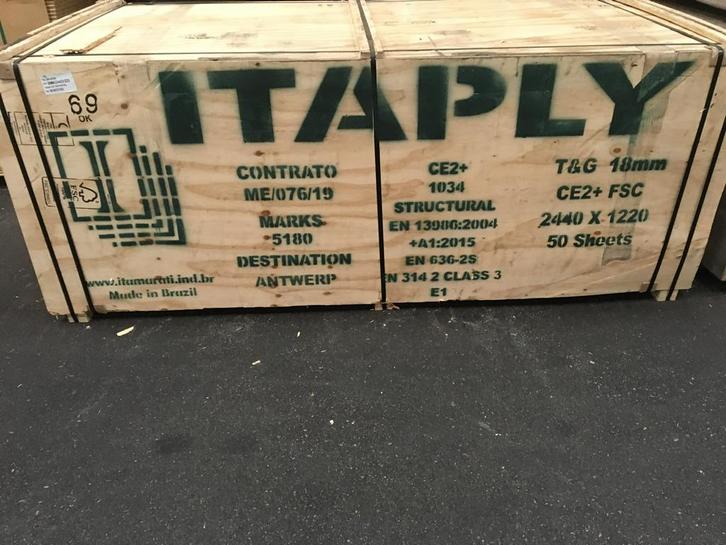 ITAPLY
69
OK
FSC
www.itamarati.ind.br
Made in Brazil
CONTRATO
ME/076/19
MARKS
5180
DESTINATION
ANTWERP
CE2+
1034
STRUCTURAL
EN 13986:2004
+A1:2015
EN 636-2S
EN 314 2 CLASS 3
E1
T&G 18mm
CE2+ FSC
2440 X 1220
50 Sheets